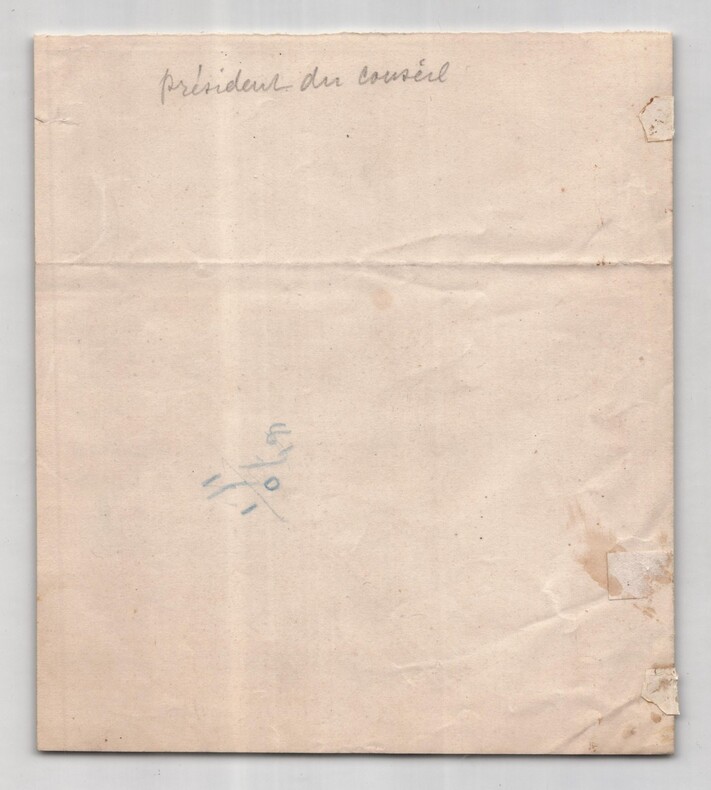 président du conseil